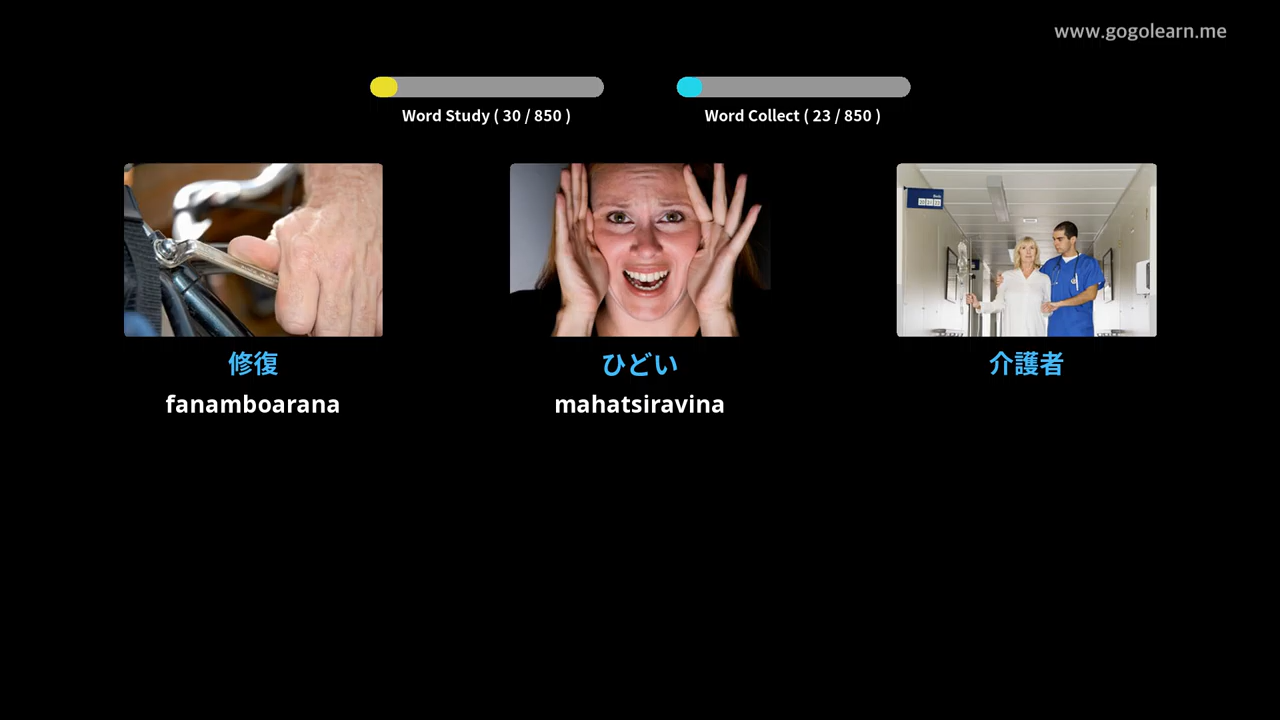 www.gogolearn.me
Word Study ( 30 / 850 )
Word Collect ( 23 / 850 )
修復
ひどい
介護者
fanamboarana
mahatsiravina